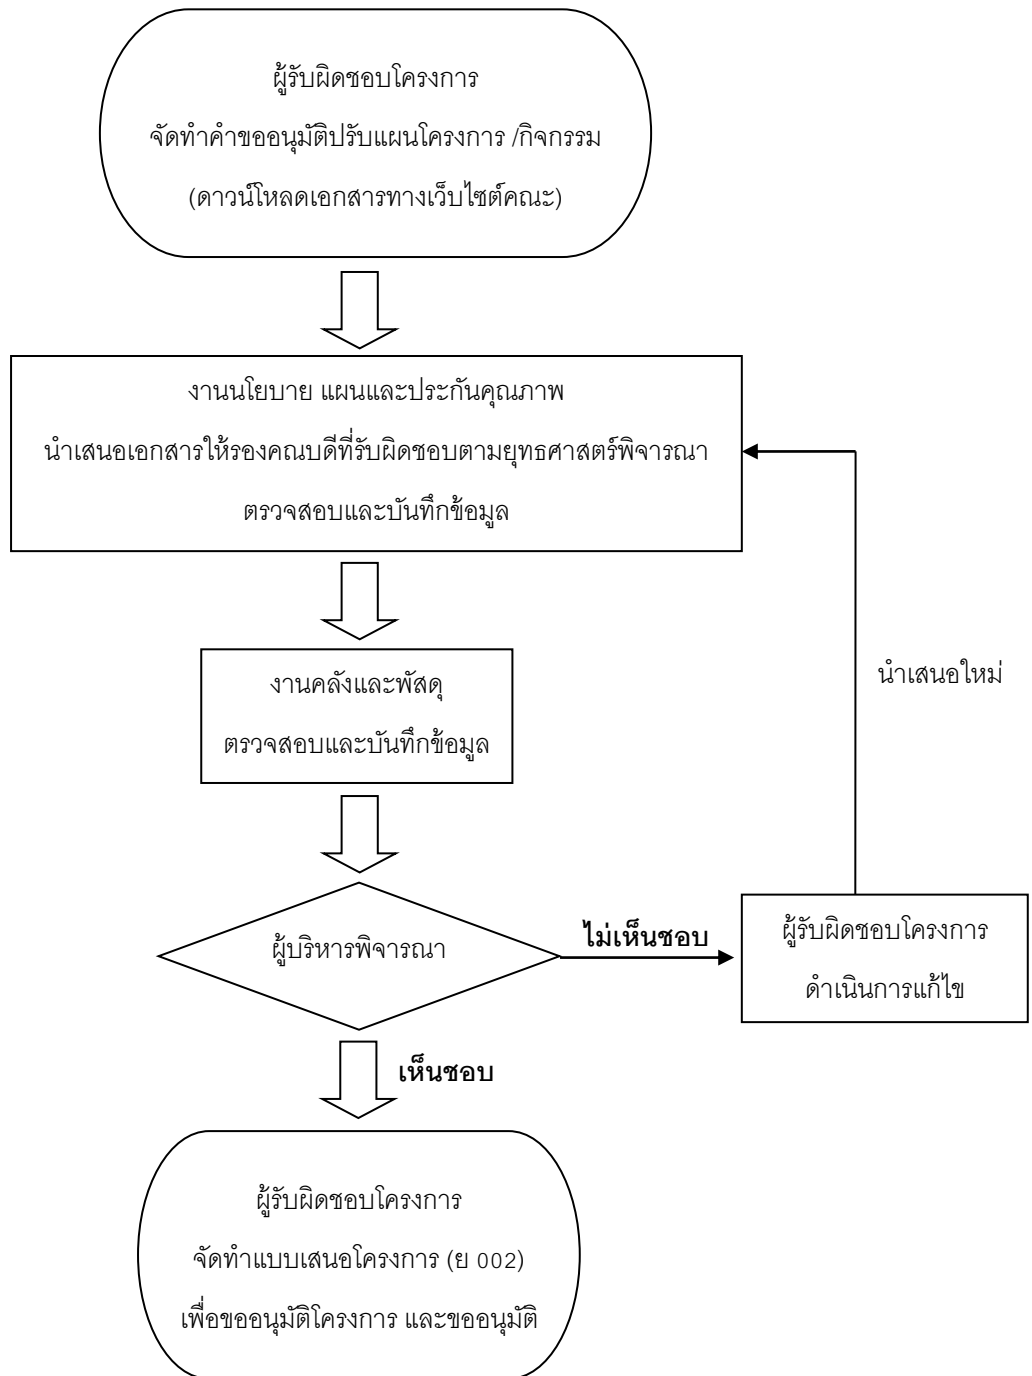 ผู้รับผิดชอบโครงการ
จัดทำคำขออนุมัติปรับแผนโครงการ /กิจกรรม
(ดาวน์โหลดเอกสารทางเว็บไซต์คณะ)
งานนโยบาย แผนและประกันคุณภาพ
นำเสนอเอกสารให้รองคณบดีที่รับผิดชอบตามยุทธศาสตร์พิจารณา
ตรวจสอบและบันทึกข้อมูล
นำเสนอใหม่
งานคลังและพัสดุ
ตรวจสอบและบันทึกข้อมูล
ผู้บริหารพิจารณา
ไม่เห็นชอบ
ผู้รับผิดชอบโครงการ
ดำเนินการแก้ไข
เห็นชอบ
ผู้รับผิดชอบโครงการ
จัดทำแบบเสนอโครงการ (ย 002)
เพื่อขออนุมัติโครงการ และขออนุมัติ